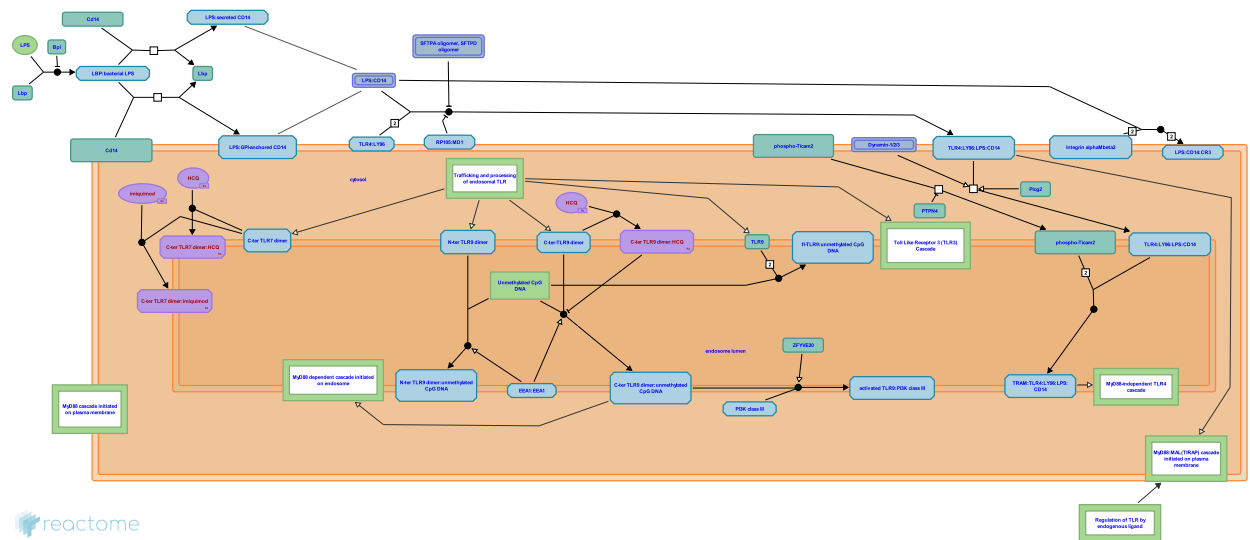 Cd14
LPS:secreted CD14
LPS
Bpi
SFTPA oligomer, SFTPD
oligomer
LBP:bacterial LPS
Lbp
LPS:CD14
Lbp
Cd14
LPS:GPIanchored CD14
2
TLR4:LY96
RP105:MD1
phospho-Ticam2
Dynamin-1/2/3
TLR4:LY96:LPS:CD14
Integrin alphaMbeta2
2
2
LPS:CD14:CR3
Trafficking and processing
of endosomal TLR
cytosol
HCQ
imiquimod
HCQ
Plcg2
PTPN4
C-ter TLR7 dimer
C-ter TLR7 dimer:HCQ
N-ter TLR9 dimer
C-ter TLR9 dimer
C-ter TLR9 dimer:HCQ
TLR9
fl-TLR9:unmethylated CpG
DNA
Toll Like Receptor 3 (TLR3)
Cascade
phospho-Ticam2
TLR4:LY96:LPS:CD14
2
2
Unmethylated CpG
DNA
C-ter TLR7 dimer:imiquimod
endosome lumen
ZFYVE20
MyD88 dependent cascade initiated
on endosome
N-ter TLR9 dimer:unmethylated
CpG DNA
EEA1:EEA1
C-ter TLR9 dimer:unmethylated
CpG DNA
PI3K class III
activated TLR9:PI3K class III
TRAM:TLR4:LY96:LPS:
CD14
MyD88-independent TLR4
cascade
MyD88 cascade initiated
on plasma membrane
MyD88:MAL(TIRAP) cascade
initiated on plasma
membrane
Regulation of TLR by
endogenous ligand
reactome